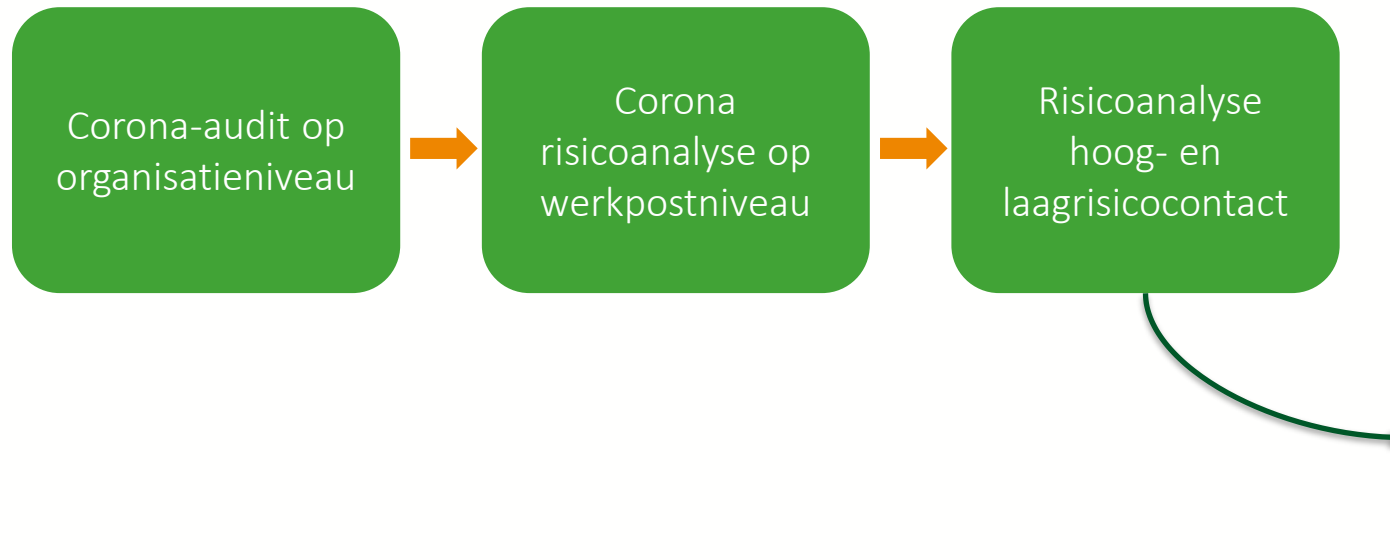 Corona-audit op
organisatieniveau
Corona
risicoanalyse op
werkpostniveau
Risicoanalyse
hoog- en
laagrisicocontact